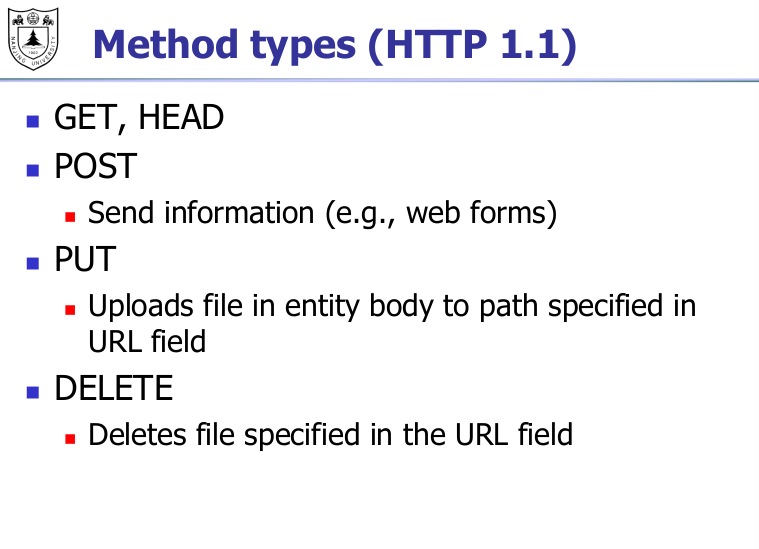 NANJING UNIVERSITY
Method types (HTTP 1.1)
GET, HEAD
POST
Send information (e.g., web forms)
PUT
Uploads file in entity body to path specified in
URL field
DELETE
Deletes file specified in the URL field